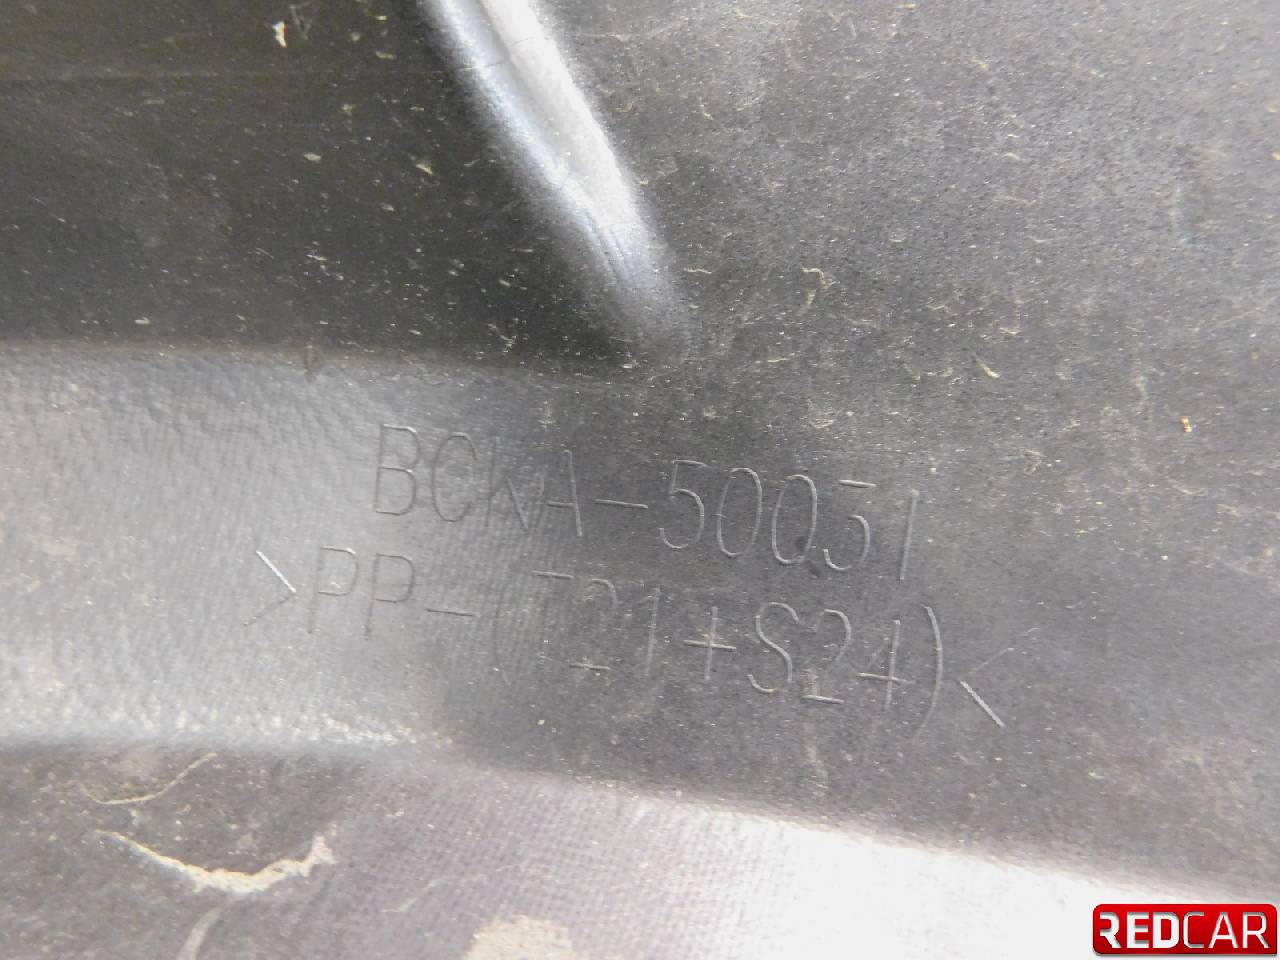 BCKA-50031
>PP-(T21+S24)<
REDCAR